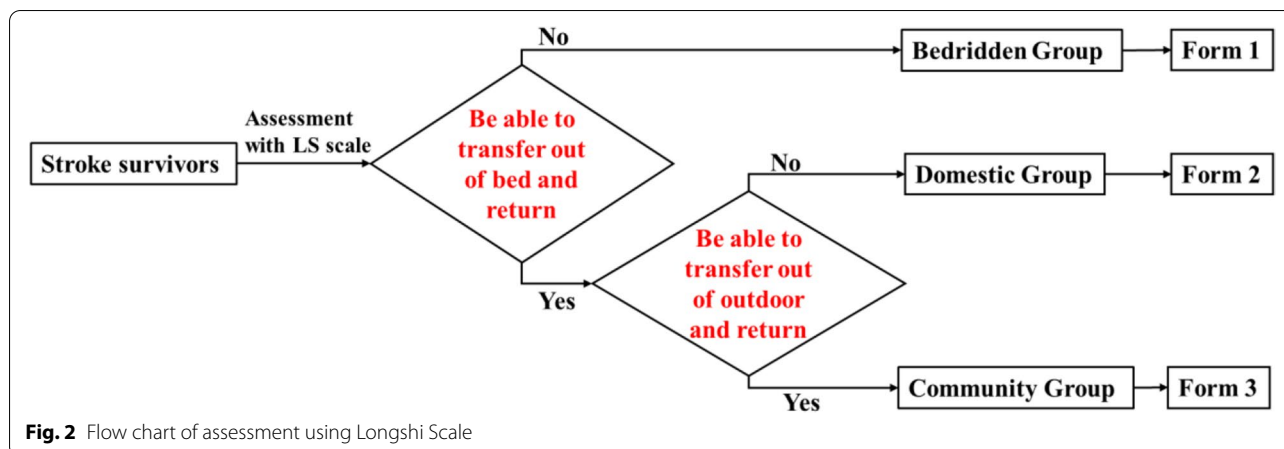 No
Bedridden Group
Form 1
Assessment
with LS scale
Stroke survivors
Be able to
transfer out
of bed and
return
No
Domestic Group
Form 2
Yes
Be able to
transfer out
of outdoor
and return
Yes
Community Group
Form 3
Fig. 2 Flow chart of assessment using Longshi Scale